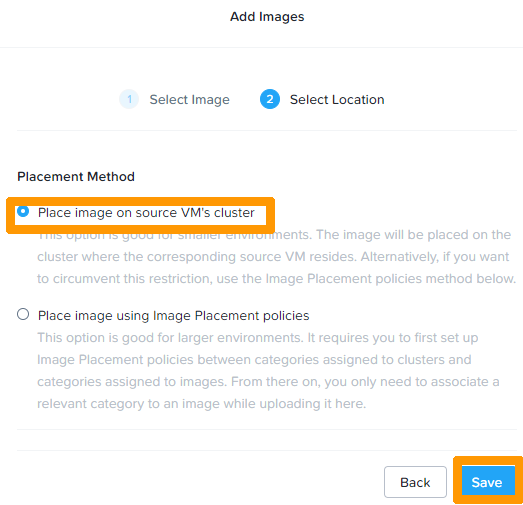 Add Images
1 Select Image 2 Select Location
Placement Method
Place image on source VM's cluster
This option is good for smaller environments. The image will be placed on the
cluster where the corresponding source VM resides. Alternatively, if you want
to circumvent this restriction, use the Image Placement policies method below.
Place image using Image Placement policies
This option is good for larger environments. It requires you to first set up
Image Placement policies between categories assigned to clusters and
categories assigned to images. From there on, you only need to associate a
relevant category to an image while uploading it here.
Back Save